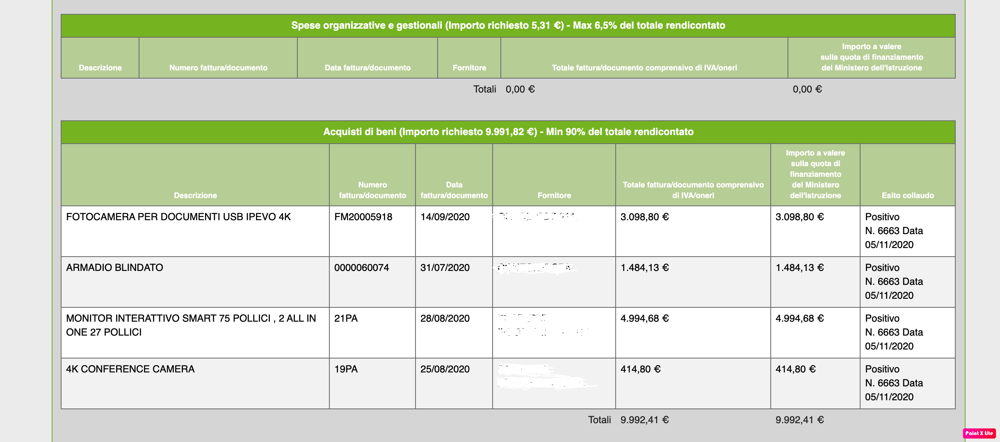 Spese organizzative e gestionali (Importo richiesto 5,31 €) - Max 6,5% del totale rendicontato
Descrizione Numero fattura/documento Data fattura/documento Fornitore Totale fattura/documento comprensivo di IVA/oneri Importo a valere
sulla quota di finanziamento
del Ministero dell'Istruzione
Totali 0,00 € 0,00 €
Acquisti di beni (Importo richiesto 9.991,82 €) - Min 90% del totale rendicontato
Descrizione
Numero
fattura/documento
Data
fattura/documento
Fornitore
Totale fattura/documento comprensivo
di IVA/oneri
Importo a valere
sulla quota di
finanziamento
del Ministero
dell'Istruzione
Esito collaudo
FOTOCAMERA PER DOCUMENTI USB IPEVO 4K FM20005918 14/09/2020 3.098,80 € 3.098,80 € Positivo
N. 6663 Data
05/11/2020
ARMADIO BLINDATO 0000060074 31/07/2020 1.484,13 € 1.484,13 € Positivo
N. 6663 Data
05/11/2020
MONITOR INTERATTIVO SMART 75 POLLICI , 2 ALL IN 21PA 28/08/2020 4.994,68 € 4.994,68 € Positivo
ONE 27 POLLICI N. 6663 Data
05/11/2020
4K CONFERENCE CAMERA 19PA 25/08/2020 414,80 € 414,80 € Positivo
N. 6663 Data
05/11/2020
Totali 9.992,41 € 9.992,41 €
Paint X Lite